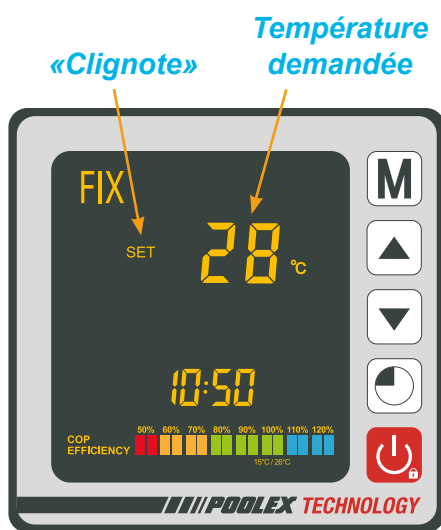 Température
«Clignote» demandée
FIX
SET 28 °C
M
10:50
50% 60% 70% 80% 90% 100% 110% 120%
COP
EFFICIENCY
15°C / 26°C
POOLEX TECHNOLOGY